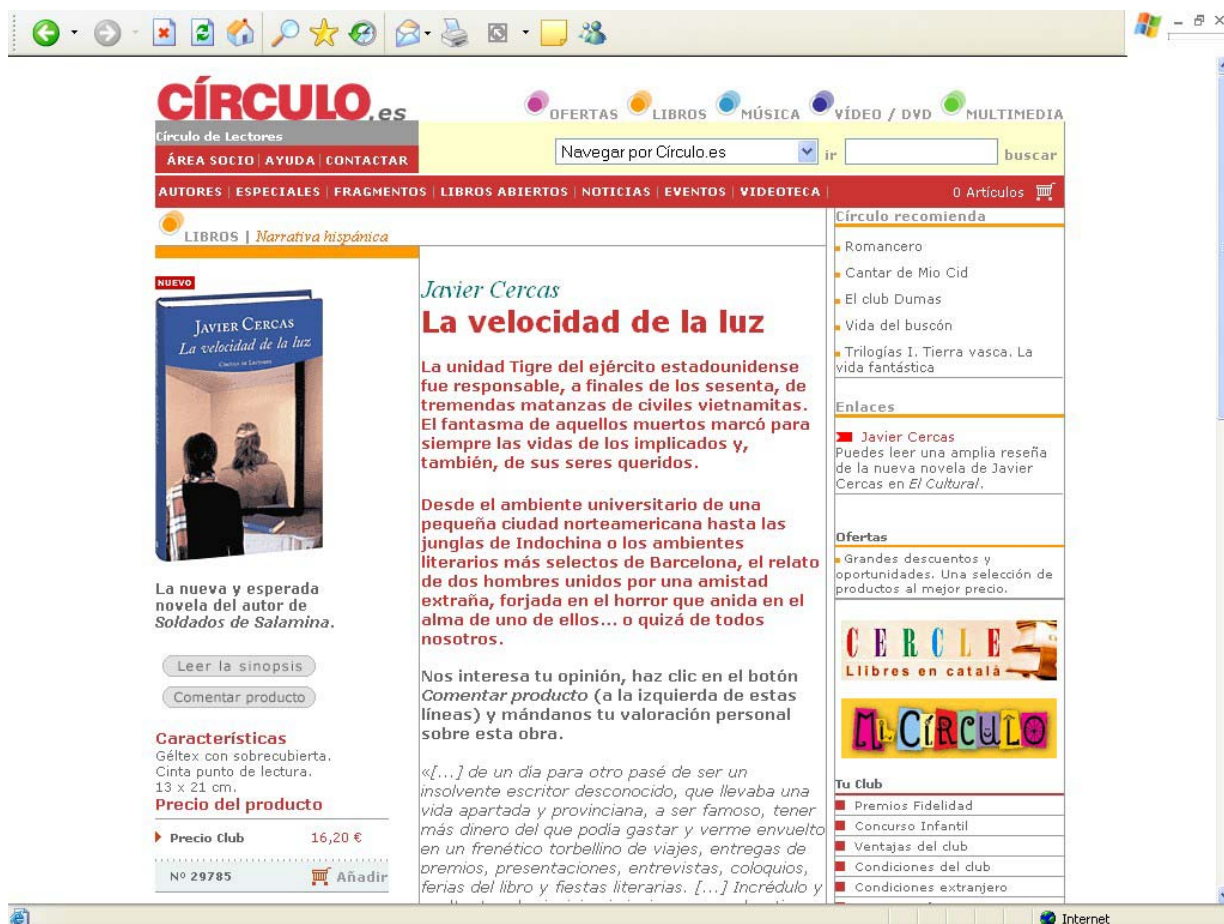 CÍRCULO.es
OFERTAS LIBROS MÚSICA VÍDEO / DVD MULTIMEDIA
Círculo de Lectores
ÁREA SOCIO | AYUDA | CONTACTAR
Navegar por Círculo.es ir buscar
AUTORES | ESPECIALES | FRAGMENTOS | LIBROS ABIERTOS | NOTICIAS | EVENTOS | VIDEOTECA |
0 Artículos
LIBROS | Narrativa hispánica
NUEVO
JAVIER CERCAS
La velocidad de la luz
CÍRCULO DE LECTORES
La nueva y esperada
novela del autor de
Soldados de Salamina.
Leer la sinopsis
Comentar producto
Características
Géltex con sobrecubierta.
Cinta punto de lectura.
13 x 21 cm.
Precio del producto
Precio Club 16,20 €
Nº 29785 Añadir
Javier Cercas
La velocidad de la luz
La unidad Tigre del ejército estadounidense
fue responsable, a finales de los sesenta, de
tremendas matanzas de civiles vietnamitas.
El fantasma de aquellos muertos marcó para
siempre las vidas de los implicados y,
también, de sus seres queridos.
Desde el ambiente universitario de una
pequeña ciudad norteamericana hasta las
junglas de Indochina o los ambientes
literarios más selectos de Barcelona, el relato
de dos hombres unidos por una amistad
extraña, forjada en el horror que anida en el
alma de uno de ellos... o quizá de todos
nosotros.
Nos interesa tu opinión, haz clic en el botón
Comentar producto (a la izquierda de estas
líneas) y mándanos tu valoración personal
sobre esta obra.
«[...] de un día para otro pasé de ser un
insolvente escritor desconocido, que llevaba una
vida apartada y provinciana, a ser famoso, tener
más dinero del que podía gastar y verme envuelto
en un frenético torbellino de viajes, entregas de
premios, presentaciones, entrevistas, coloquios,
ferias del libro y fiestas literarias. [...] Incrédulo y
Círculo recomienda
Romancero
Cantar de Mio Cid
El club Dumas
Vida del buscón
Trilogías I. Tierra vasca. La
vida fantástica
Enlaces
Javier Cercas
Puedes leer una amplia reseña
de la nueva novela de Javier
Cercas en El Cultural.
Ofertas
Grandes descuentos y
oportunidades. Una selección de
productos al mejor precio.
CERCLE
Llibres en català
Mi CÍRCULO
Tu Club
Premios Fidelidad
Concurso Infantil
Ventajas del club
Condiciones del club
Condiciones extranjero
Internet